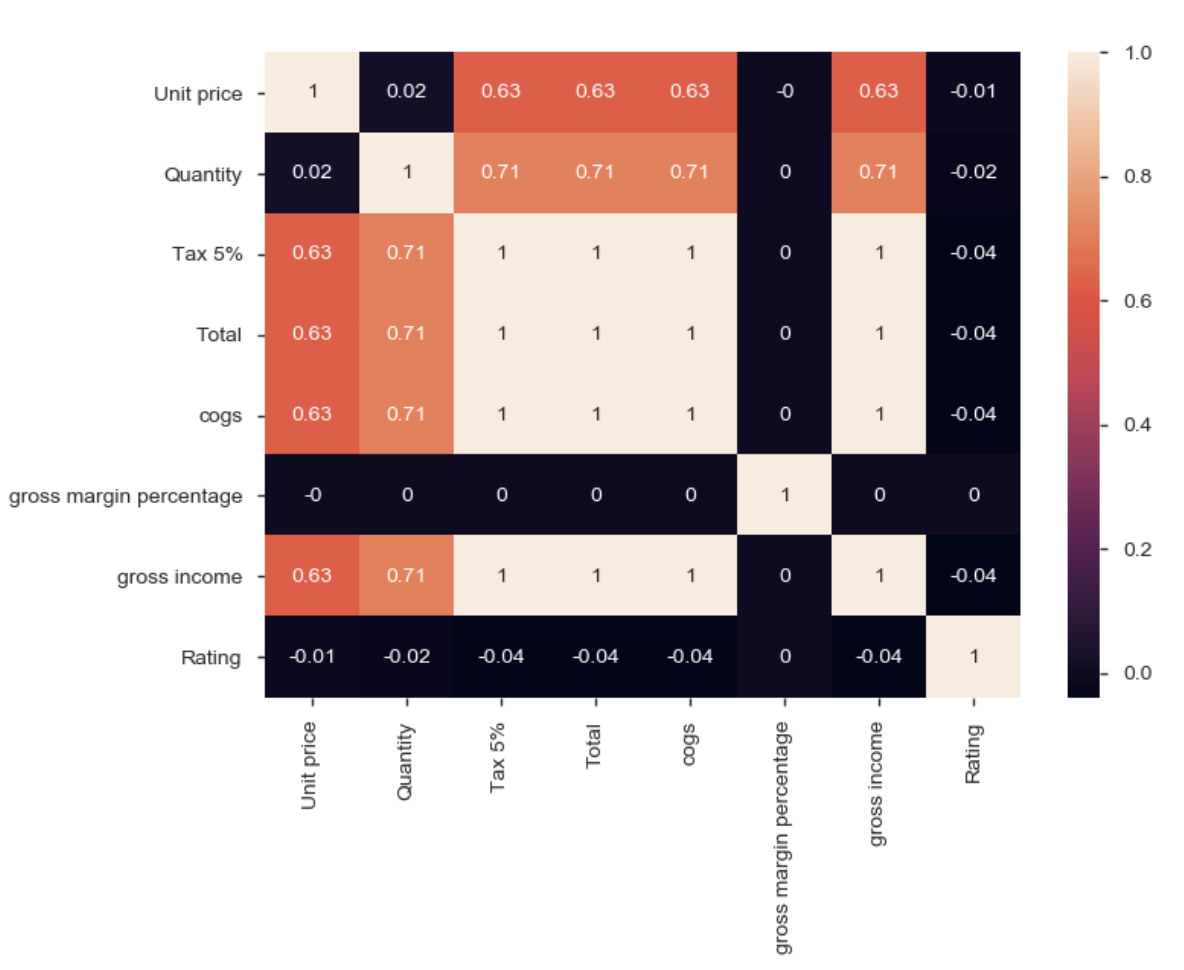 Unit price 1 0.02 0.63 0.63 0.63 -0 0.63 -0.01 1.0
Quantity 0.02 1 0.71 0.71 0.71 0 0.71 -0.02 0.8
Tax 5% 0.63 0.71 1 1 1 0 1 -0.04
Total 0.63 0.71 1 1 1 0 1 -0.04 0.6
cogs 0.63 0.71 1 1 1 0 1 -0.04 0.4
gross margin percentage -0 0 0 0 0 1 0 0
gross income 0.63 0.71 1 1 1 0 1 -0.04 0.2
Rating -0.01 -0.02 -0.04 -0.04 -0.04 0 -0.04 1 0.0
Unit price
Quantity
Tax 5%
Total
cogs
gross margin percentage
gross income
Rating